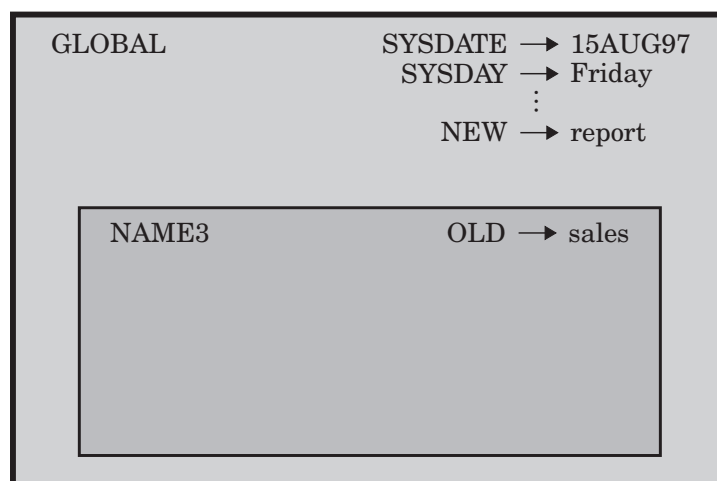 GLOBAL SYSDATE → 15AUG97
SYSDAY → Friday
⋮
NEW → report
NAME3 OLD → sales